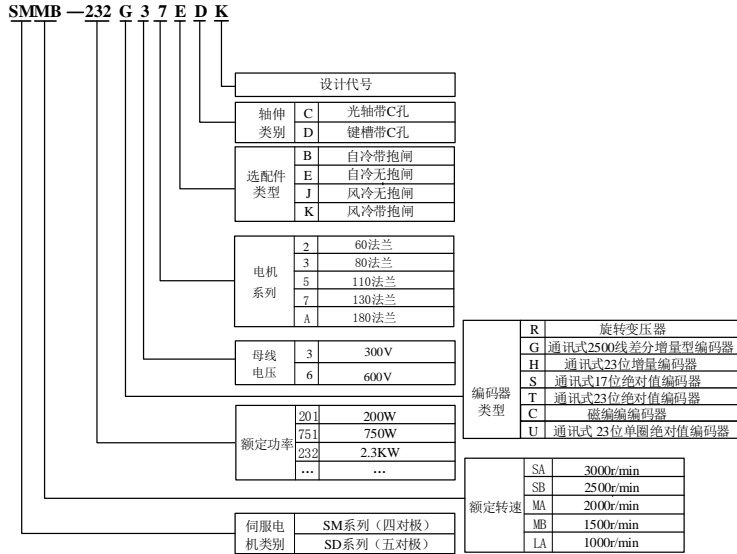 SMMB—232 G 3 7 E D K
设计代号
轴伸类别
C 光轴带C孔
D 键槽带C孔
选配件类型
B 自冷带抱闸
E 自冷无抱闸
J 风冷无抱闸
K 风冷带抱闸
电机系列
2 60法兰
3 80法兰
5 110法兰
7 130法兰
A 180法兰
母线电压
3 300V
6 600V
编码器类型
R 旋转变压器
G 通讯式2500线差分增量型编码器
H 通讯式23位增量编码器
S 通讯式17位绝对值编码器
T 通讯式23位绝对值编码器
C 磁编编编码器
U 通讯式 23位单圈绝对值编码器
额定功率
201 200W
751 750W
232 2.3KW
... ...
额定转速
SA 3000r/min
SB 2500r/min
MA 2000r/min
MB 1500r/min
LA 1000r/min
伺服电机类别
SM系列（四对极）
SD系列（五对极）